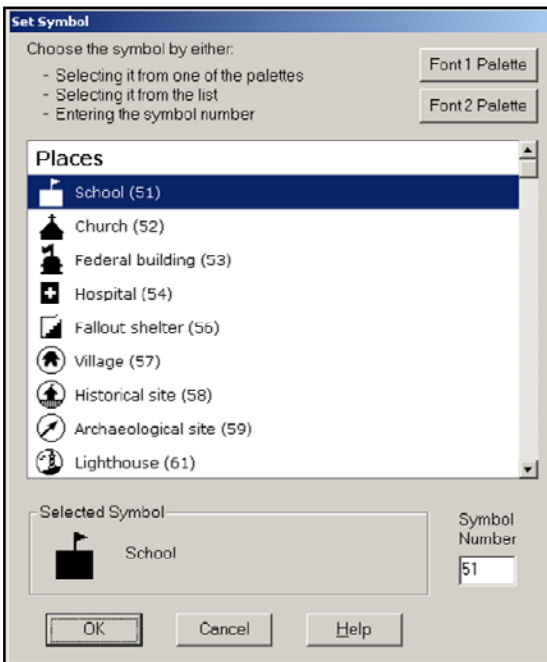 Set Symbol
Choose the symbol by either:
- Selecting it from one of the palettes
- Selecting it from the list
- Entering the symbol number
Font1 Palette
Font2 Palette
Places
School (51)
Church (52)
Federal building (53)
Hospital (54)
Fallout shelter (56)
Village (57)
Historical site (58)
Archaeological site (59)
Lighthouse (61)
Selected Symbol
School
Symbol
Number
51
OK
Cancel
Help